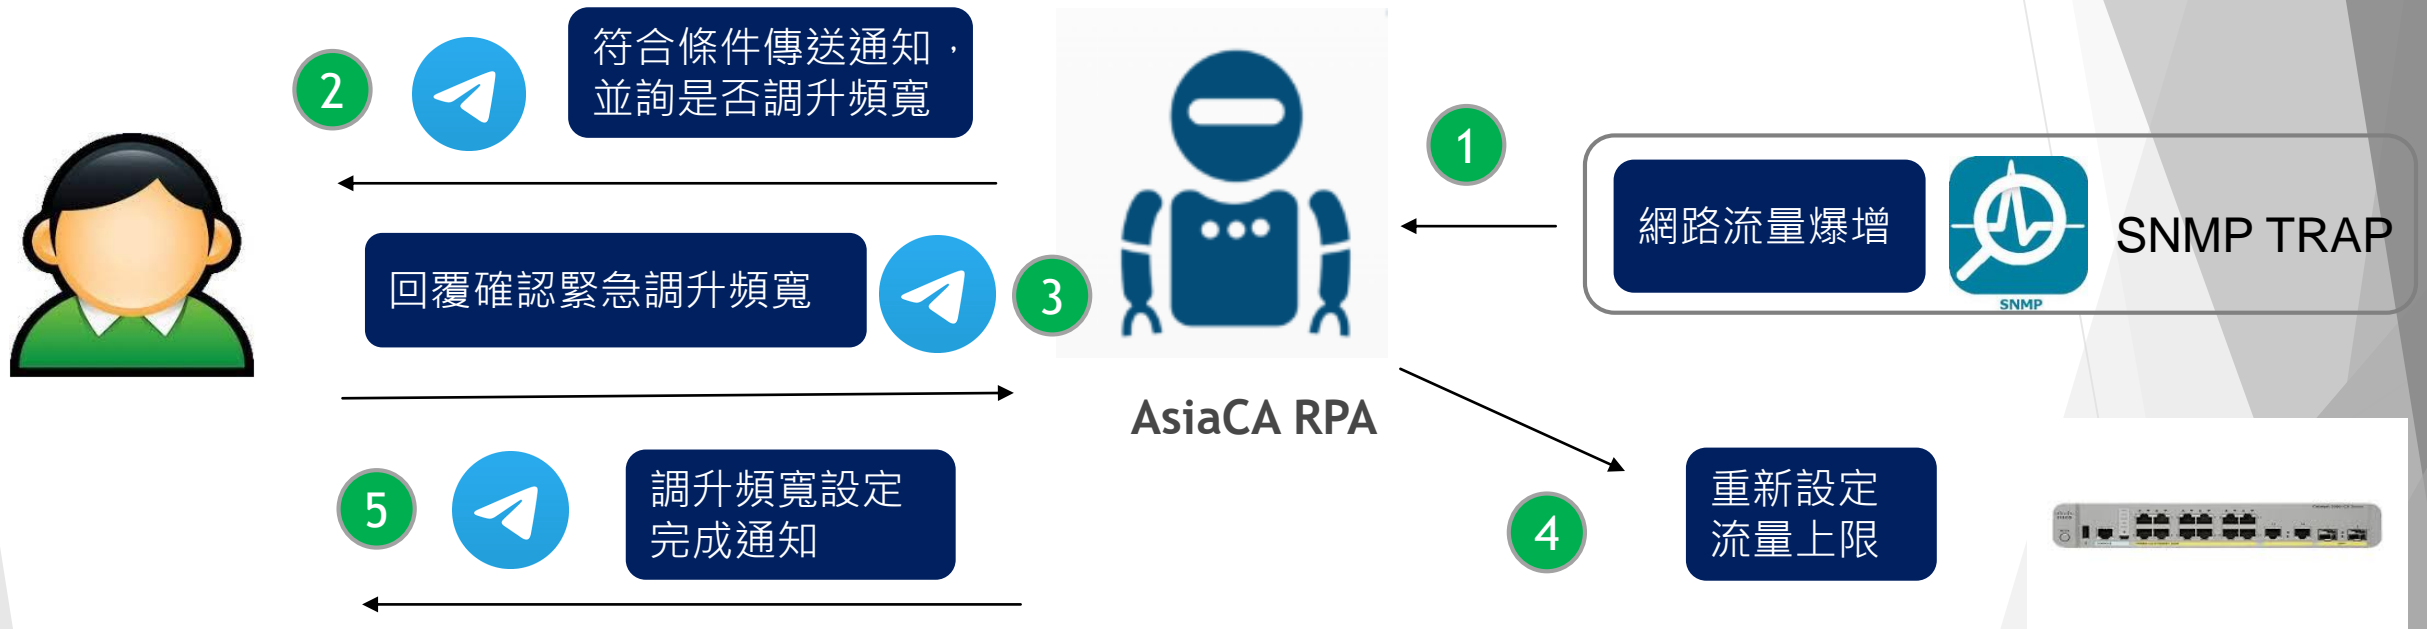 2
符合條件傳送通知，
並詢是否調升頻寬
1
網路流量爆增
SNMP
SNMP TRAP
回覆確認緊急調升頻寬
3
AsiaCA RPA
5
調升頻寬設定
完成通知
4
重新設定
流量上限